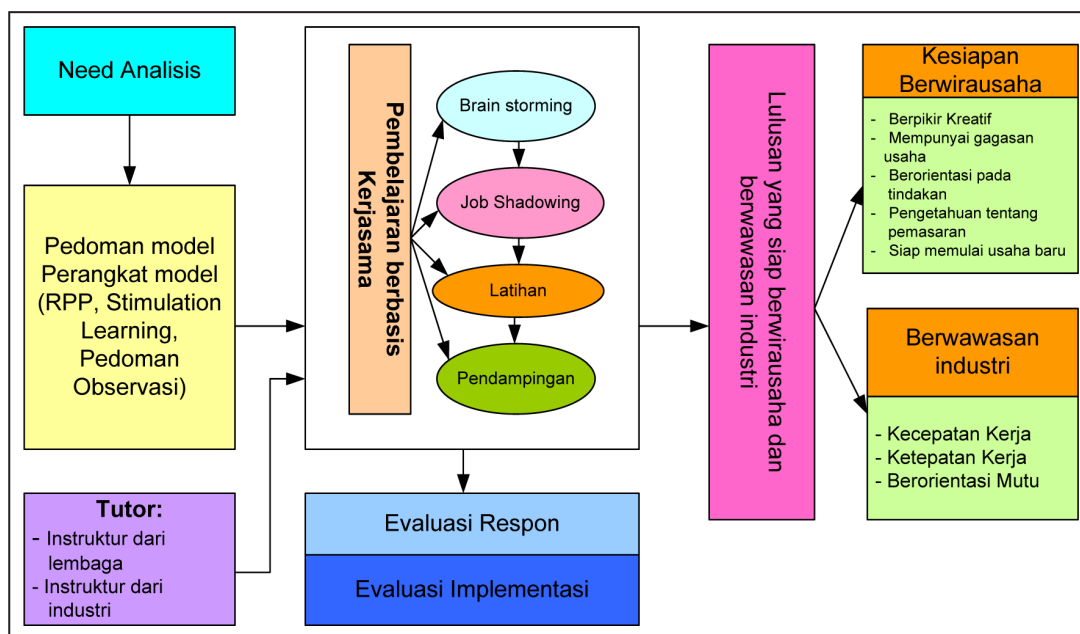 Need Analisis
Pedoman model
Perangkat model
(RPP, Stimulation
Learning,
Pedoman
Observasi)
Tutor:
- Instruktur dari
lembaga
- Instruktur dari
industri
Pembelajaran berbasis
Kerjasama
Brain storming
Job Shadowing
Latihan
Pendampingan
Evaluasi Respon
Evaluasi Implementasi
Lulusan yang siap berwirausaha dan
berwawasan industri
Kesiapan
Berwirausaha
- Berpikir Kreatif
- Mempunyai gagasan
usaha
- Berorientasi pada
tindakan
- Pengetahuan tentang
pemasaran
- Siap memulai usaha baru
Berwawasan
industri
- Kecepatan Kerja
- Ketepatan Kerja
- Berorientasi Mutu